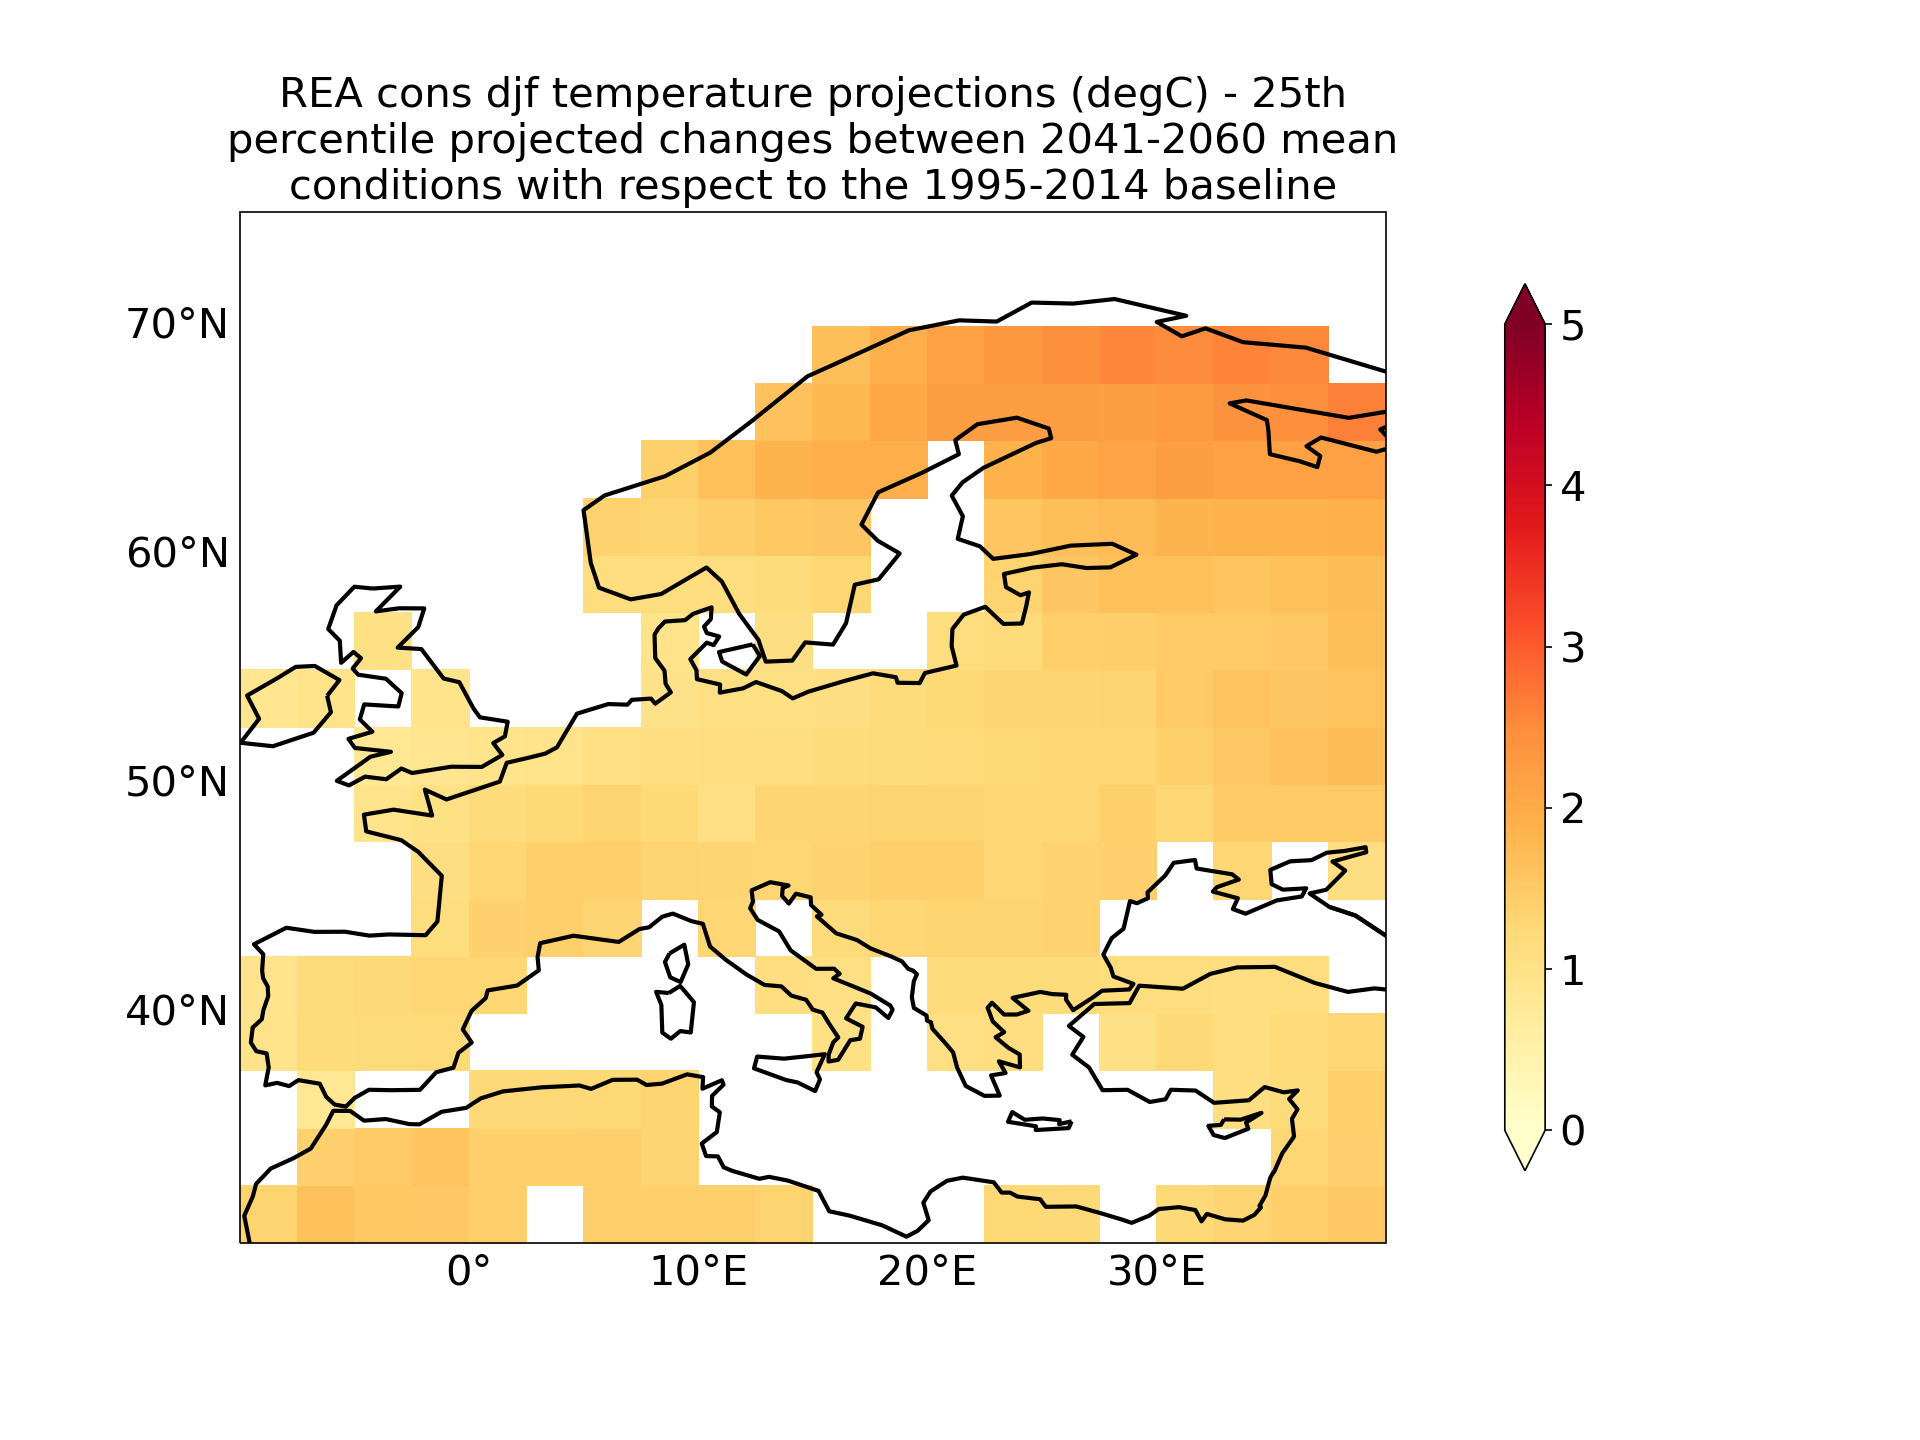 REA cons djf temperature projections (degC) - 25th
percentile projected changes between 2041-2060 mean
conditions with respect to the 1995-2014 baseline
70°N
60°N
50°N
40°N
0°
10°E
20°E
30°E
5
4
3
2
1
0